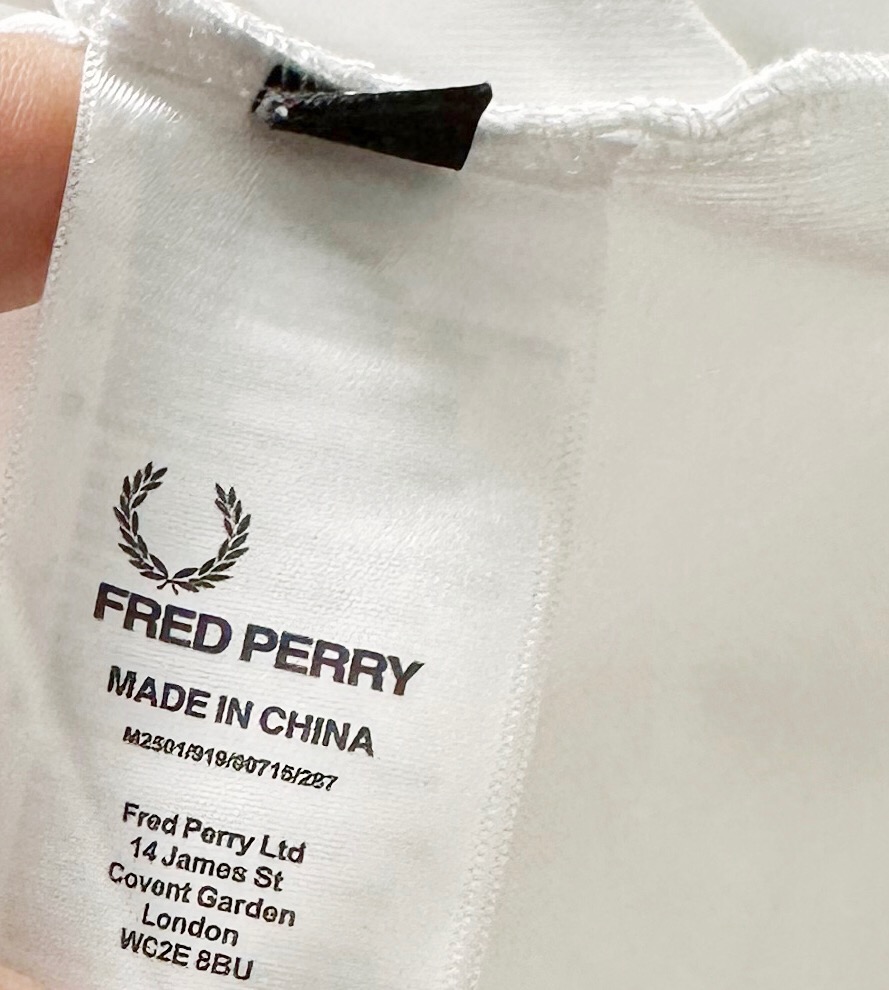 FRED PERRY
MADE IN CHINA
M2501/919/00715/287
Fred Perry Ltd
14 James St
Covent Garden
London
WC2E 8BU